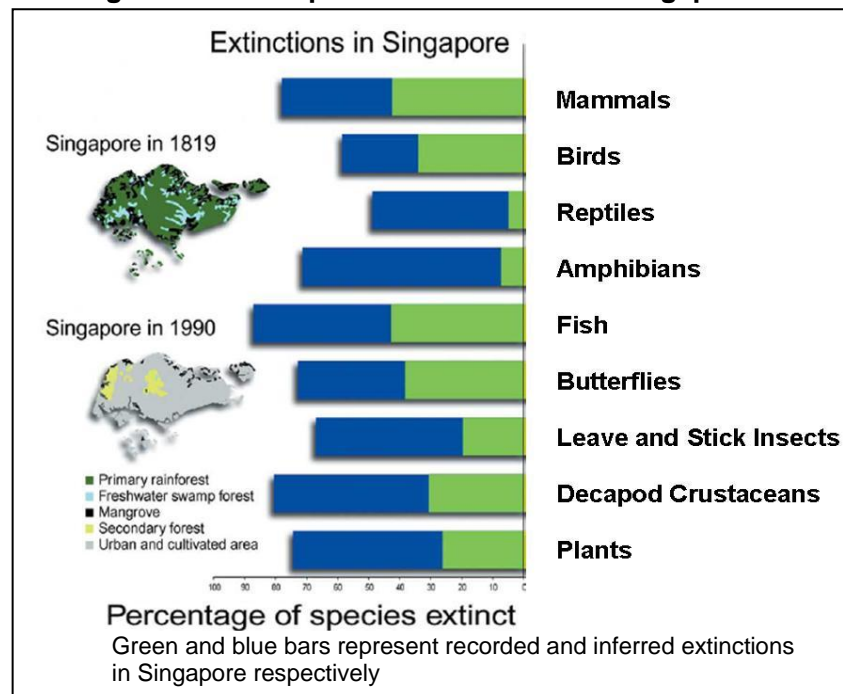 Extinctions in Singapore
Mammals
Singapore in 1819
Birds
Reptiles
Amphibians
Singapore in 1990
Fish
Butterflies
Leave and Stick Insects
Primary rainforest
Freshwater swamp forest
Mangrove
Secondary forest
Urban and cultivated area
Decapod Crustaceans
Plants
100 90 80 70 60 50 40 30 20 10 0
Percentage of species extinct
Green and blue bars represent recorded and inferred extinctions
in Singapore respectively